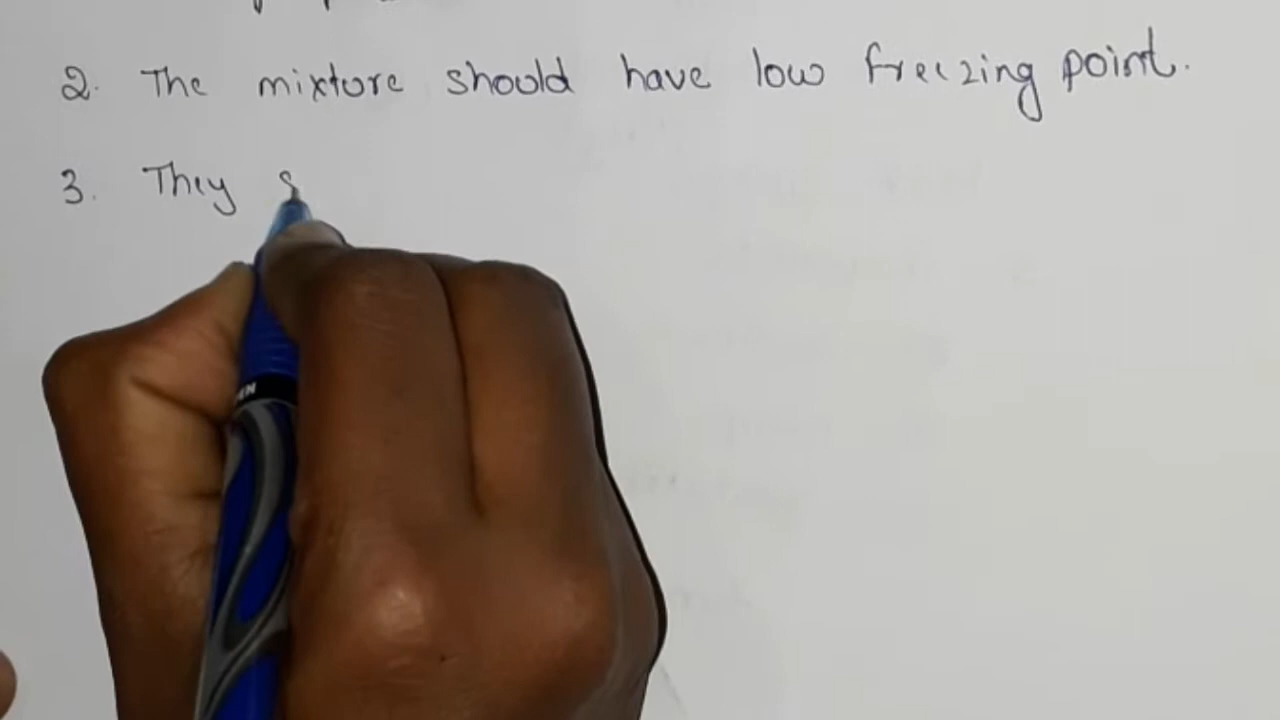 2. The mixture should have low freezing point.
3. They s